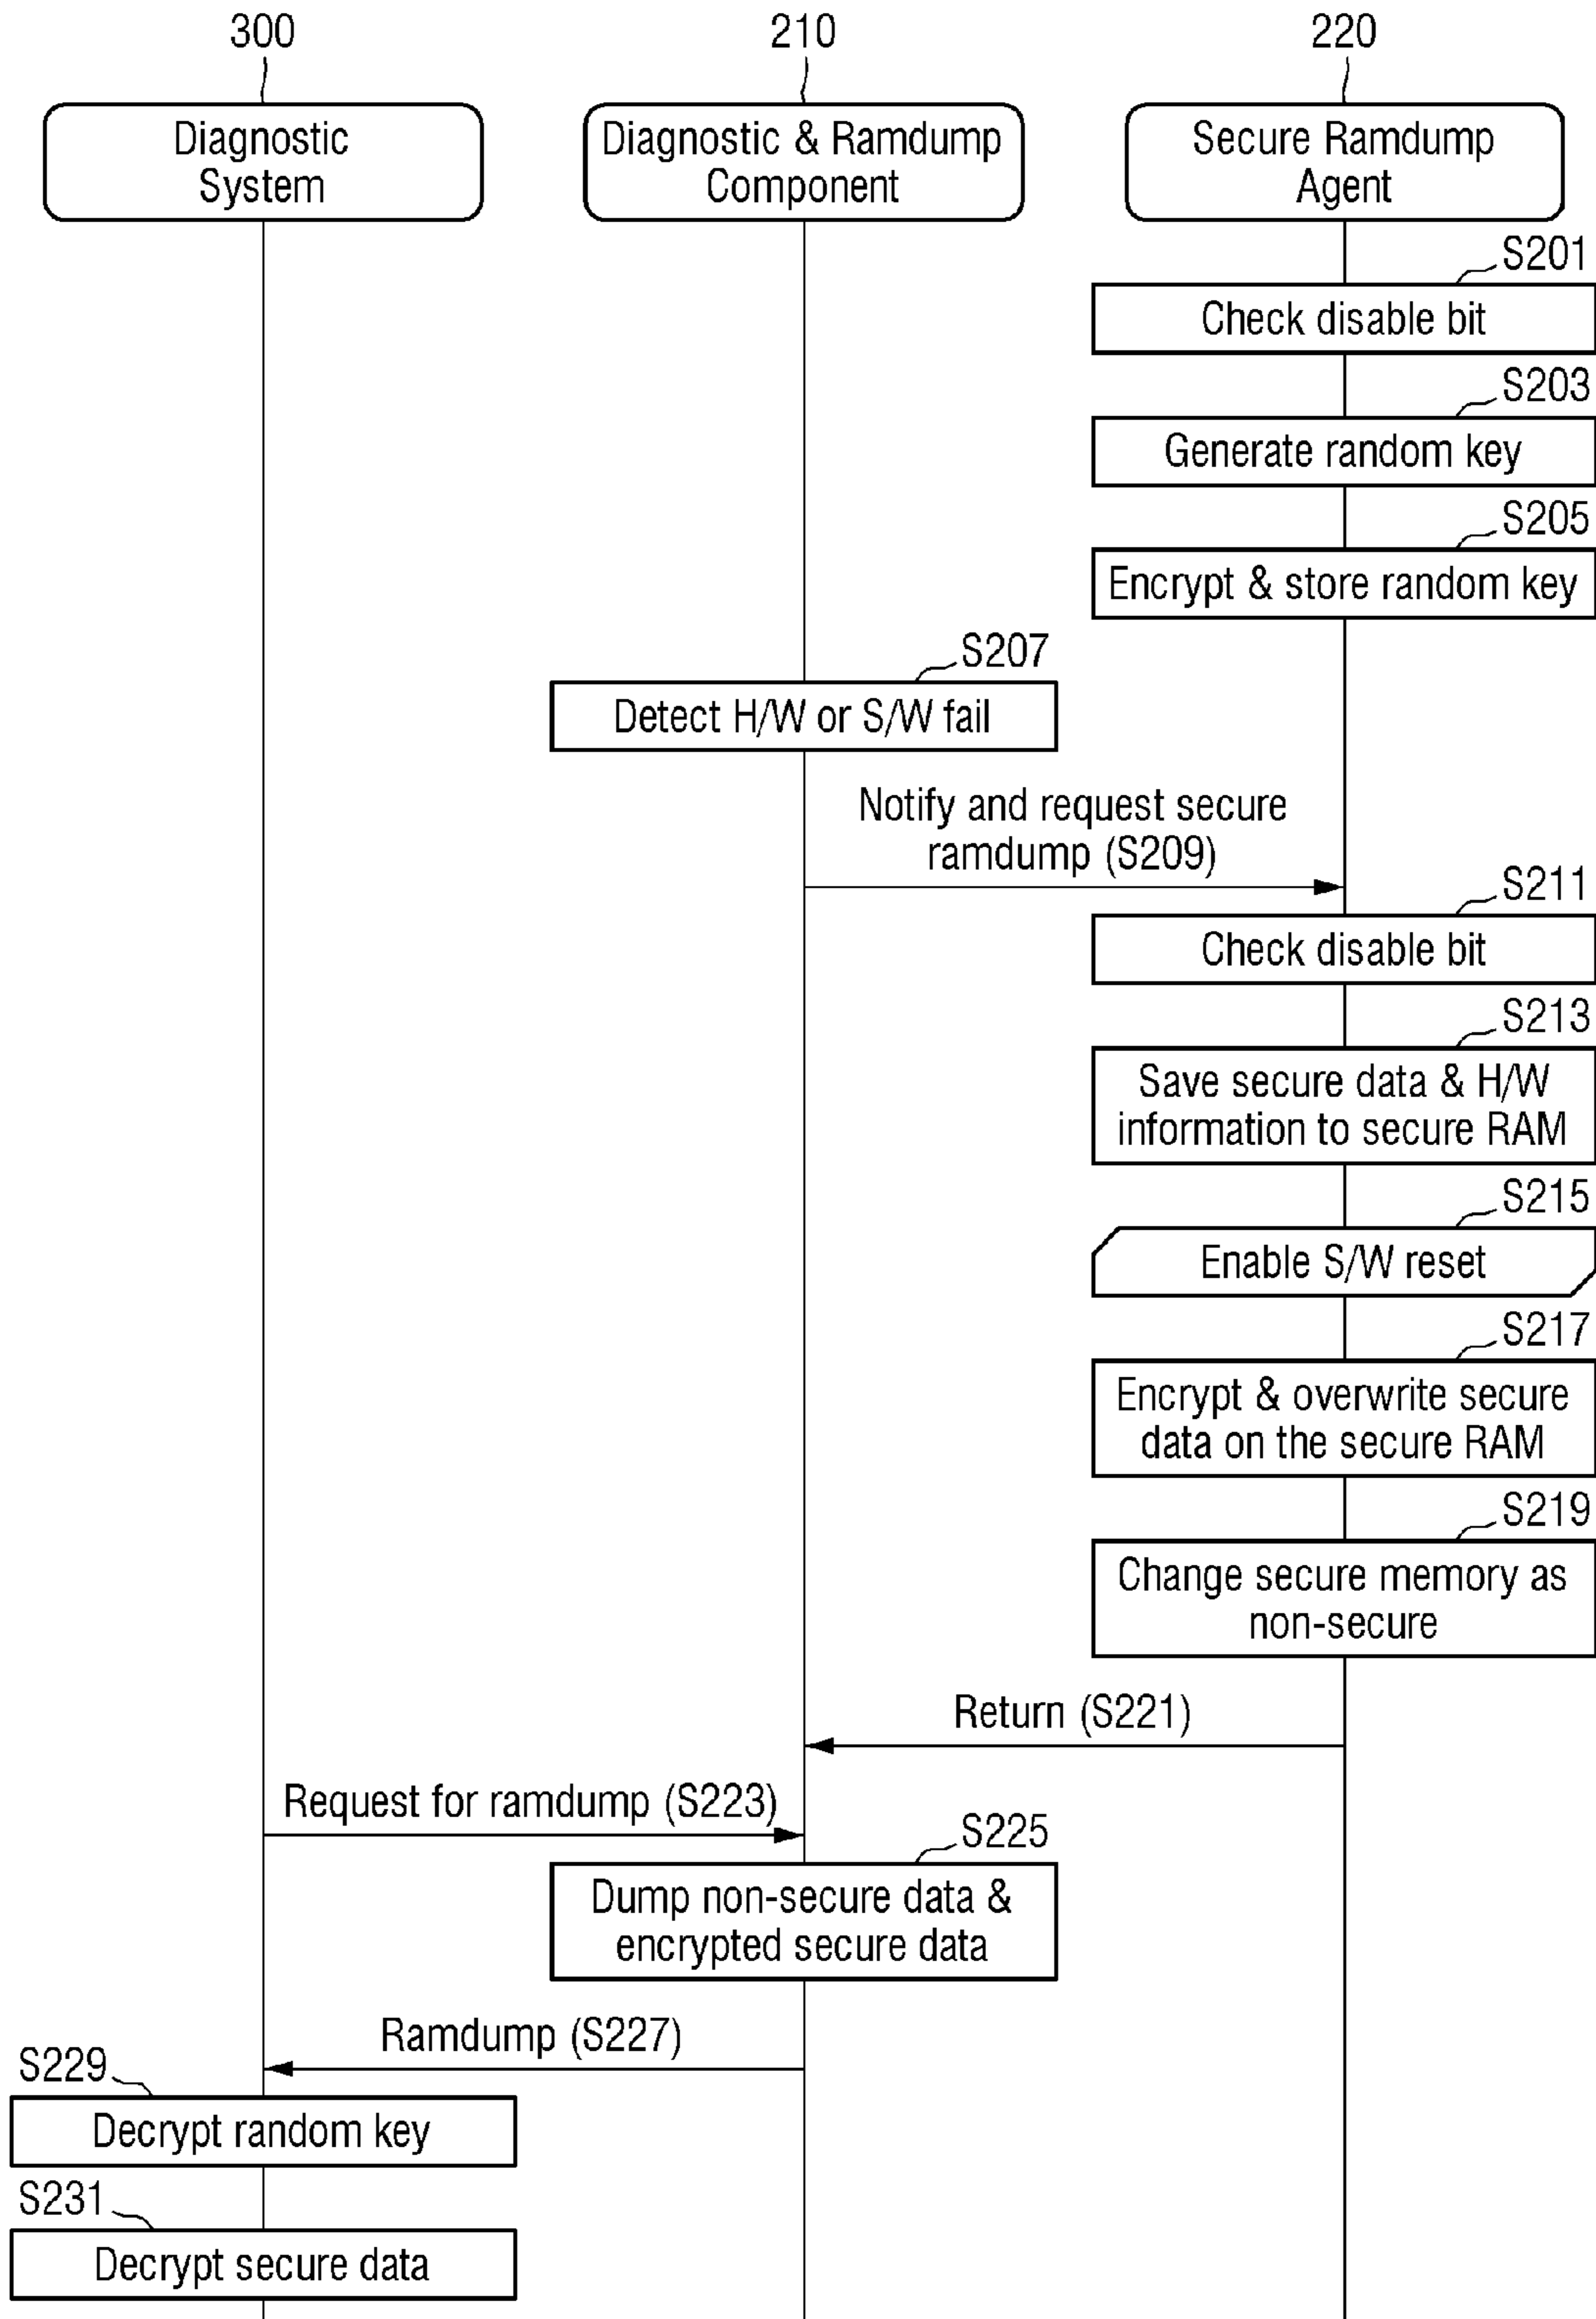 300
210
220
Diagnostic
System
Diagnostic & Ramdump
Component
Secure Ramdump
Agent
S201
Check disable bit
S203
Generate random key
S205
Encrypt & store random key
S207
Detect H/W or S/W fail
Notify and request secure
ramdump (S209)
S211
Check disable bit
S213
Save secure data & H/W
information to secure RAM
S215
Enable S/W reset
S217
Encrypt & overwrite secure
data on the secure RAM
S219
Change secure memory as
non-secure
Return (S221)
Request for ramdump (S223)
S225
Dump non-secure data &
encrypted secure data
Ramdump (S227)
S229
Decrypt random key
S231
Decrypt secure data